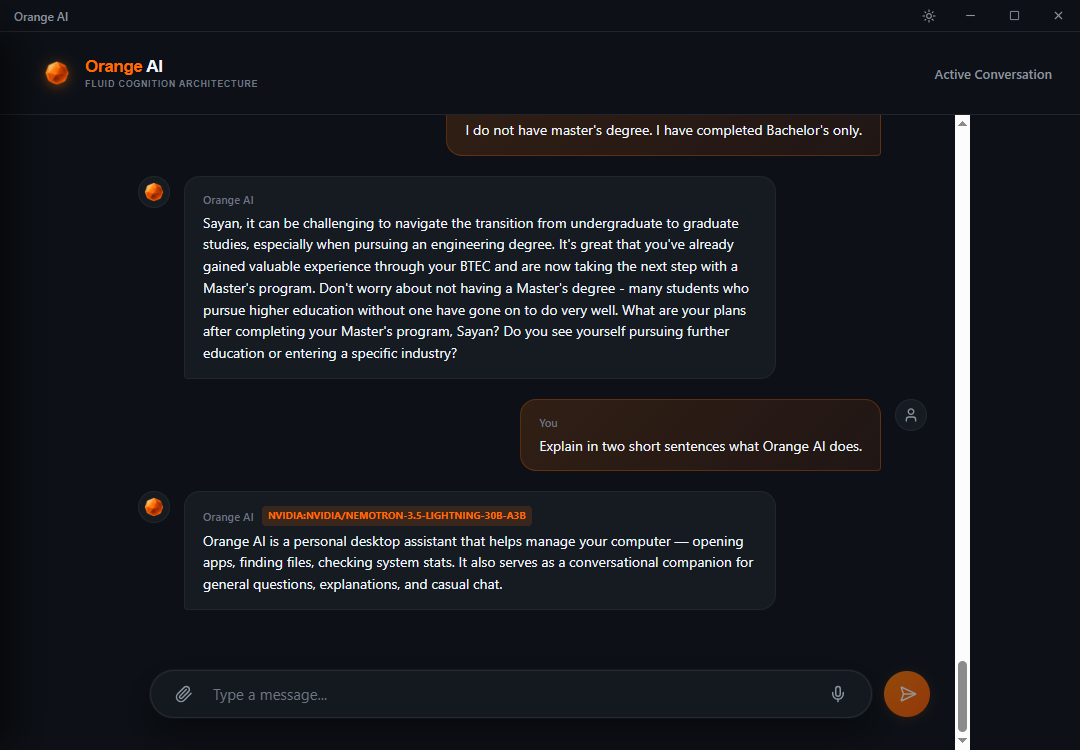 Orange AI
Orange AI
FLUID COGNITION ARCHITECTURE
Active Conversation
I do not have master's degree. I have completed Bachelor's only.
Orange AI
Sayan, it can be challenging to navigate the transition from undergraduate to graduate
studies, especially when pursuing an engineering degree. It's great that you've already
gained valuable experience through your BTEC and are now taking the next step with a
Master's program. Don't worry about not having a Master's degree - many students who
pursue higher education without one have gone on to do very well. What are your plans
after completing your Master's program, Sayan? Do you see yourself pursuing further
education or entering a specific industry?
You
Explain in two short sentences what Orange AI does.
Orange AI NVIDIA:NVIDIA/NEMOTRON-3.5-LIGHTNING-30B-A3B
Orange AI is a personal desktop assistant that helps manage your computer — opening
apps, finding files, checking system stats. It also serves as a conversational companion for
general questions, explanations, and casual chat.
Type a message...